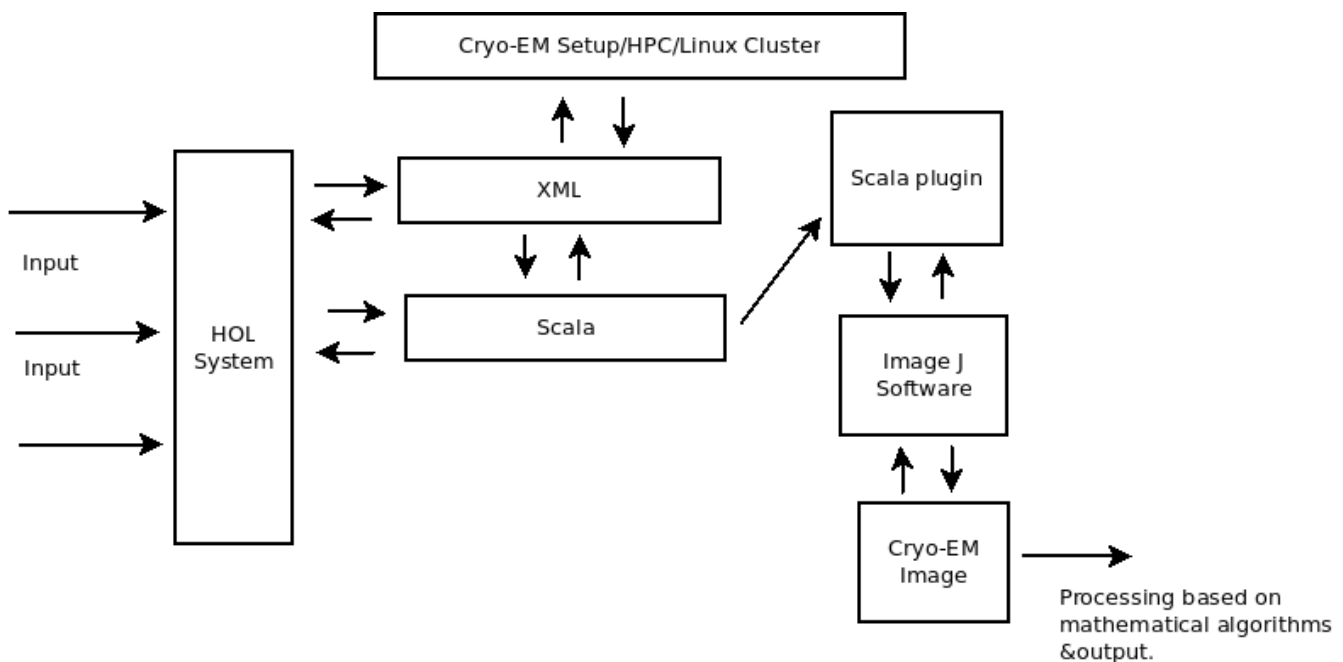 Cryo-EM Setup/HPC/Linux Cluster
XML
Scala plugin
Input
HOL
System
Scala
Input
Image J
Software
Cryo-EM
Image
Processing based on
mathematical algorithms
&output.